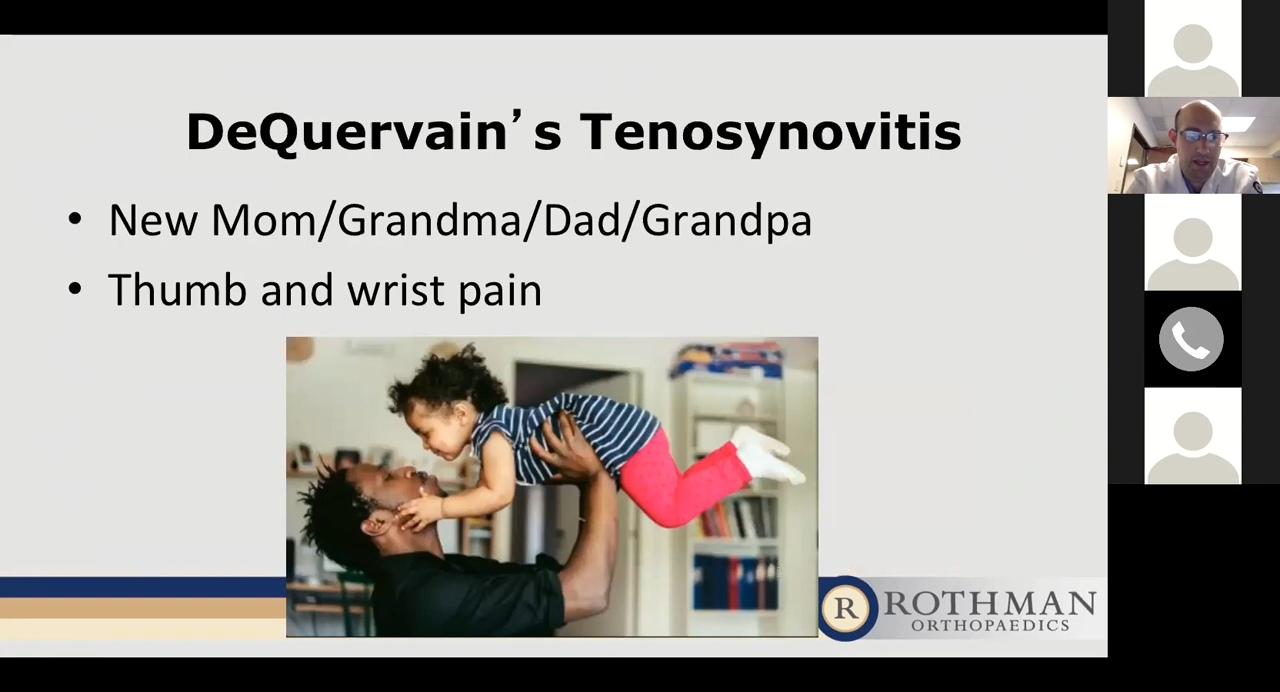 DeQuervain’s Tenosynovitis
• New Mom/Grandma/Dad/Grandpa
• Thumb and wrist pain
R ROTHMAN
ORTHOPAEDICS